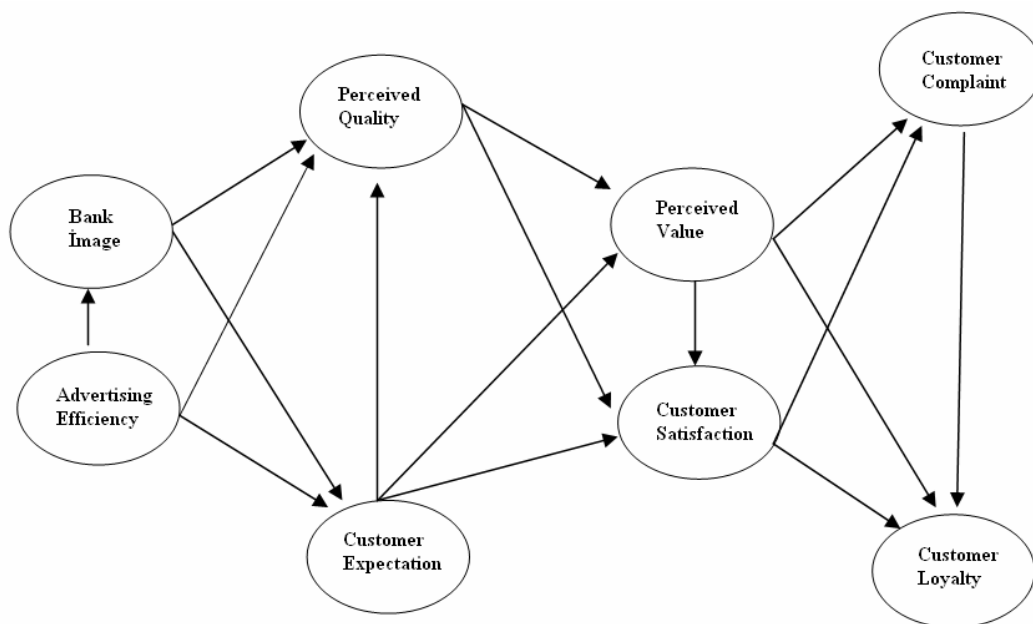 Customer
Complaint
Perceived
Quality
Perceived
Value
Bank
İmage
Advertising
Efficiency
Customer
Satisfaction
Customer
Expectation
Customer
Loyalty